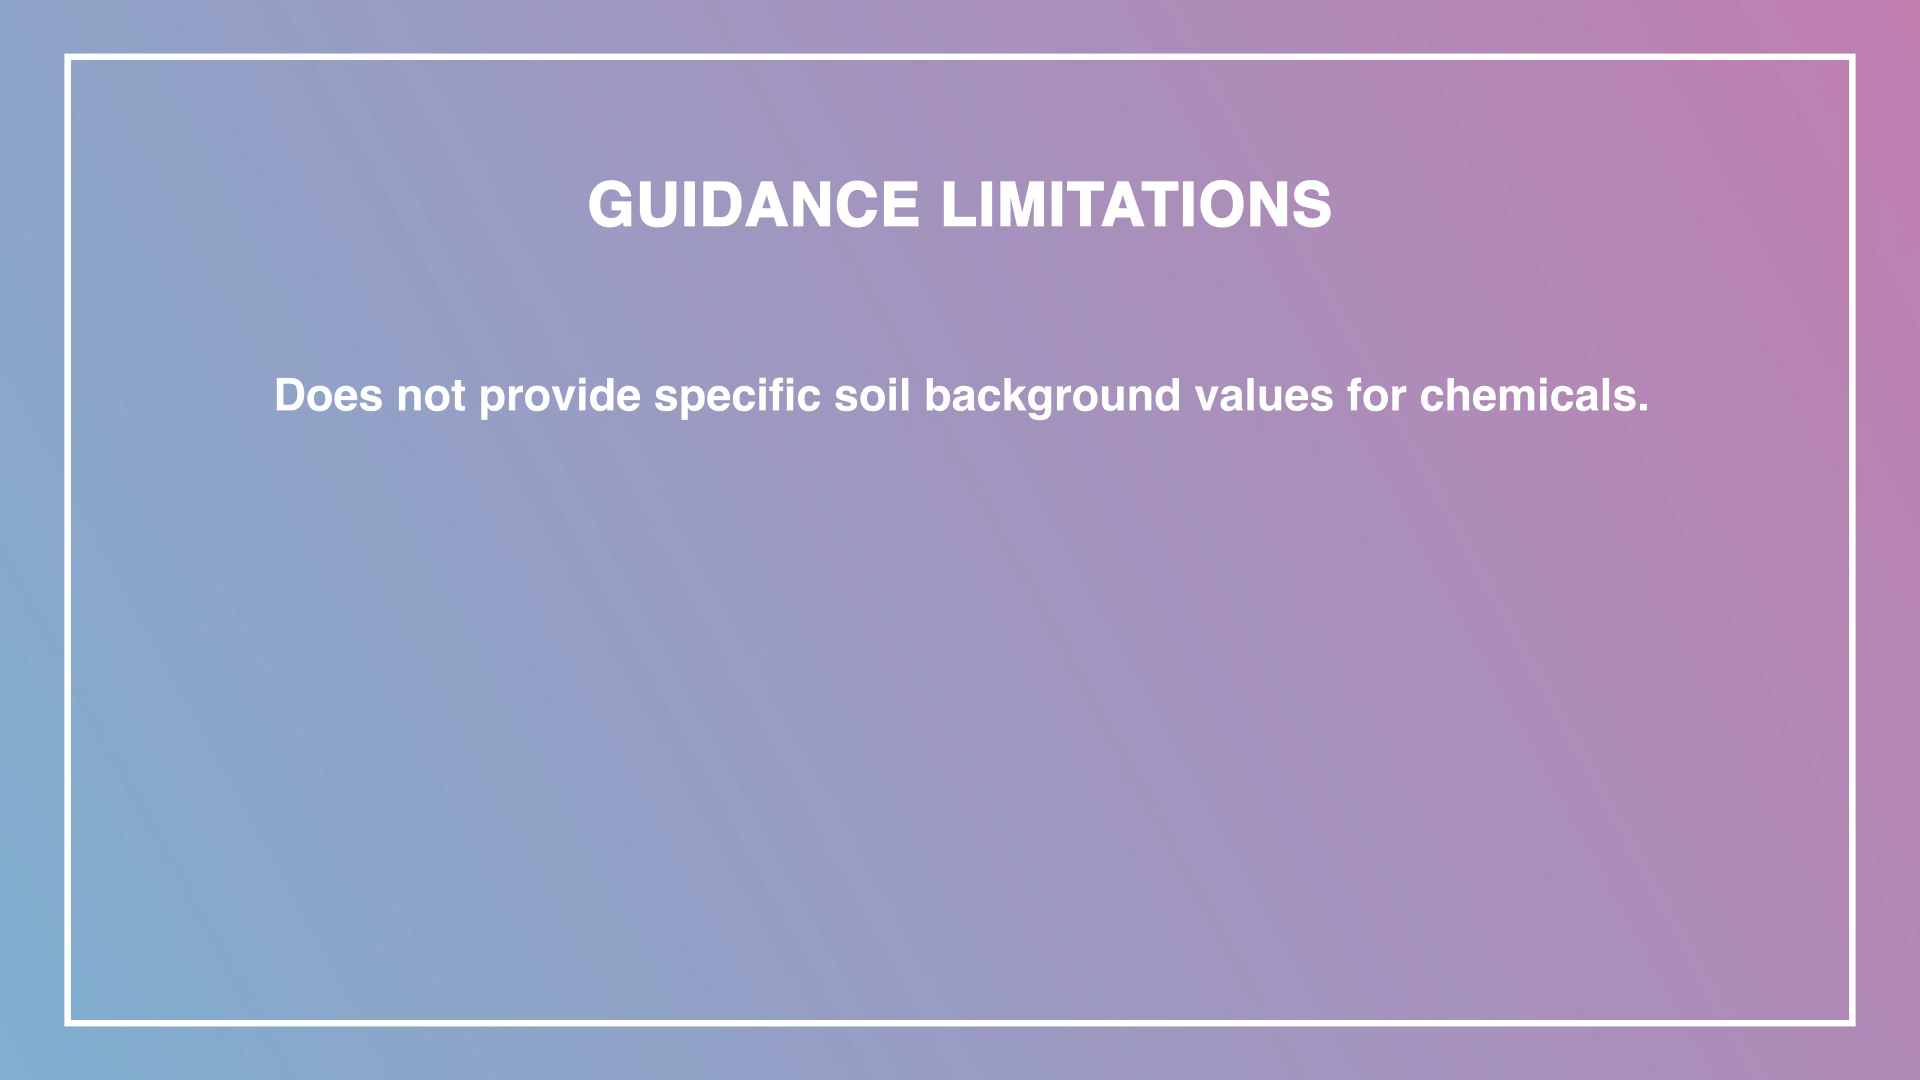 GUIDANCE LIMITATIONS
Does not provide specific soil background values for chemicals.